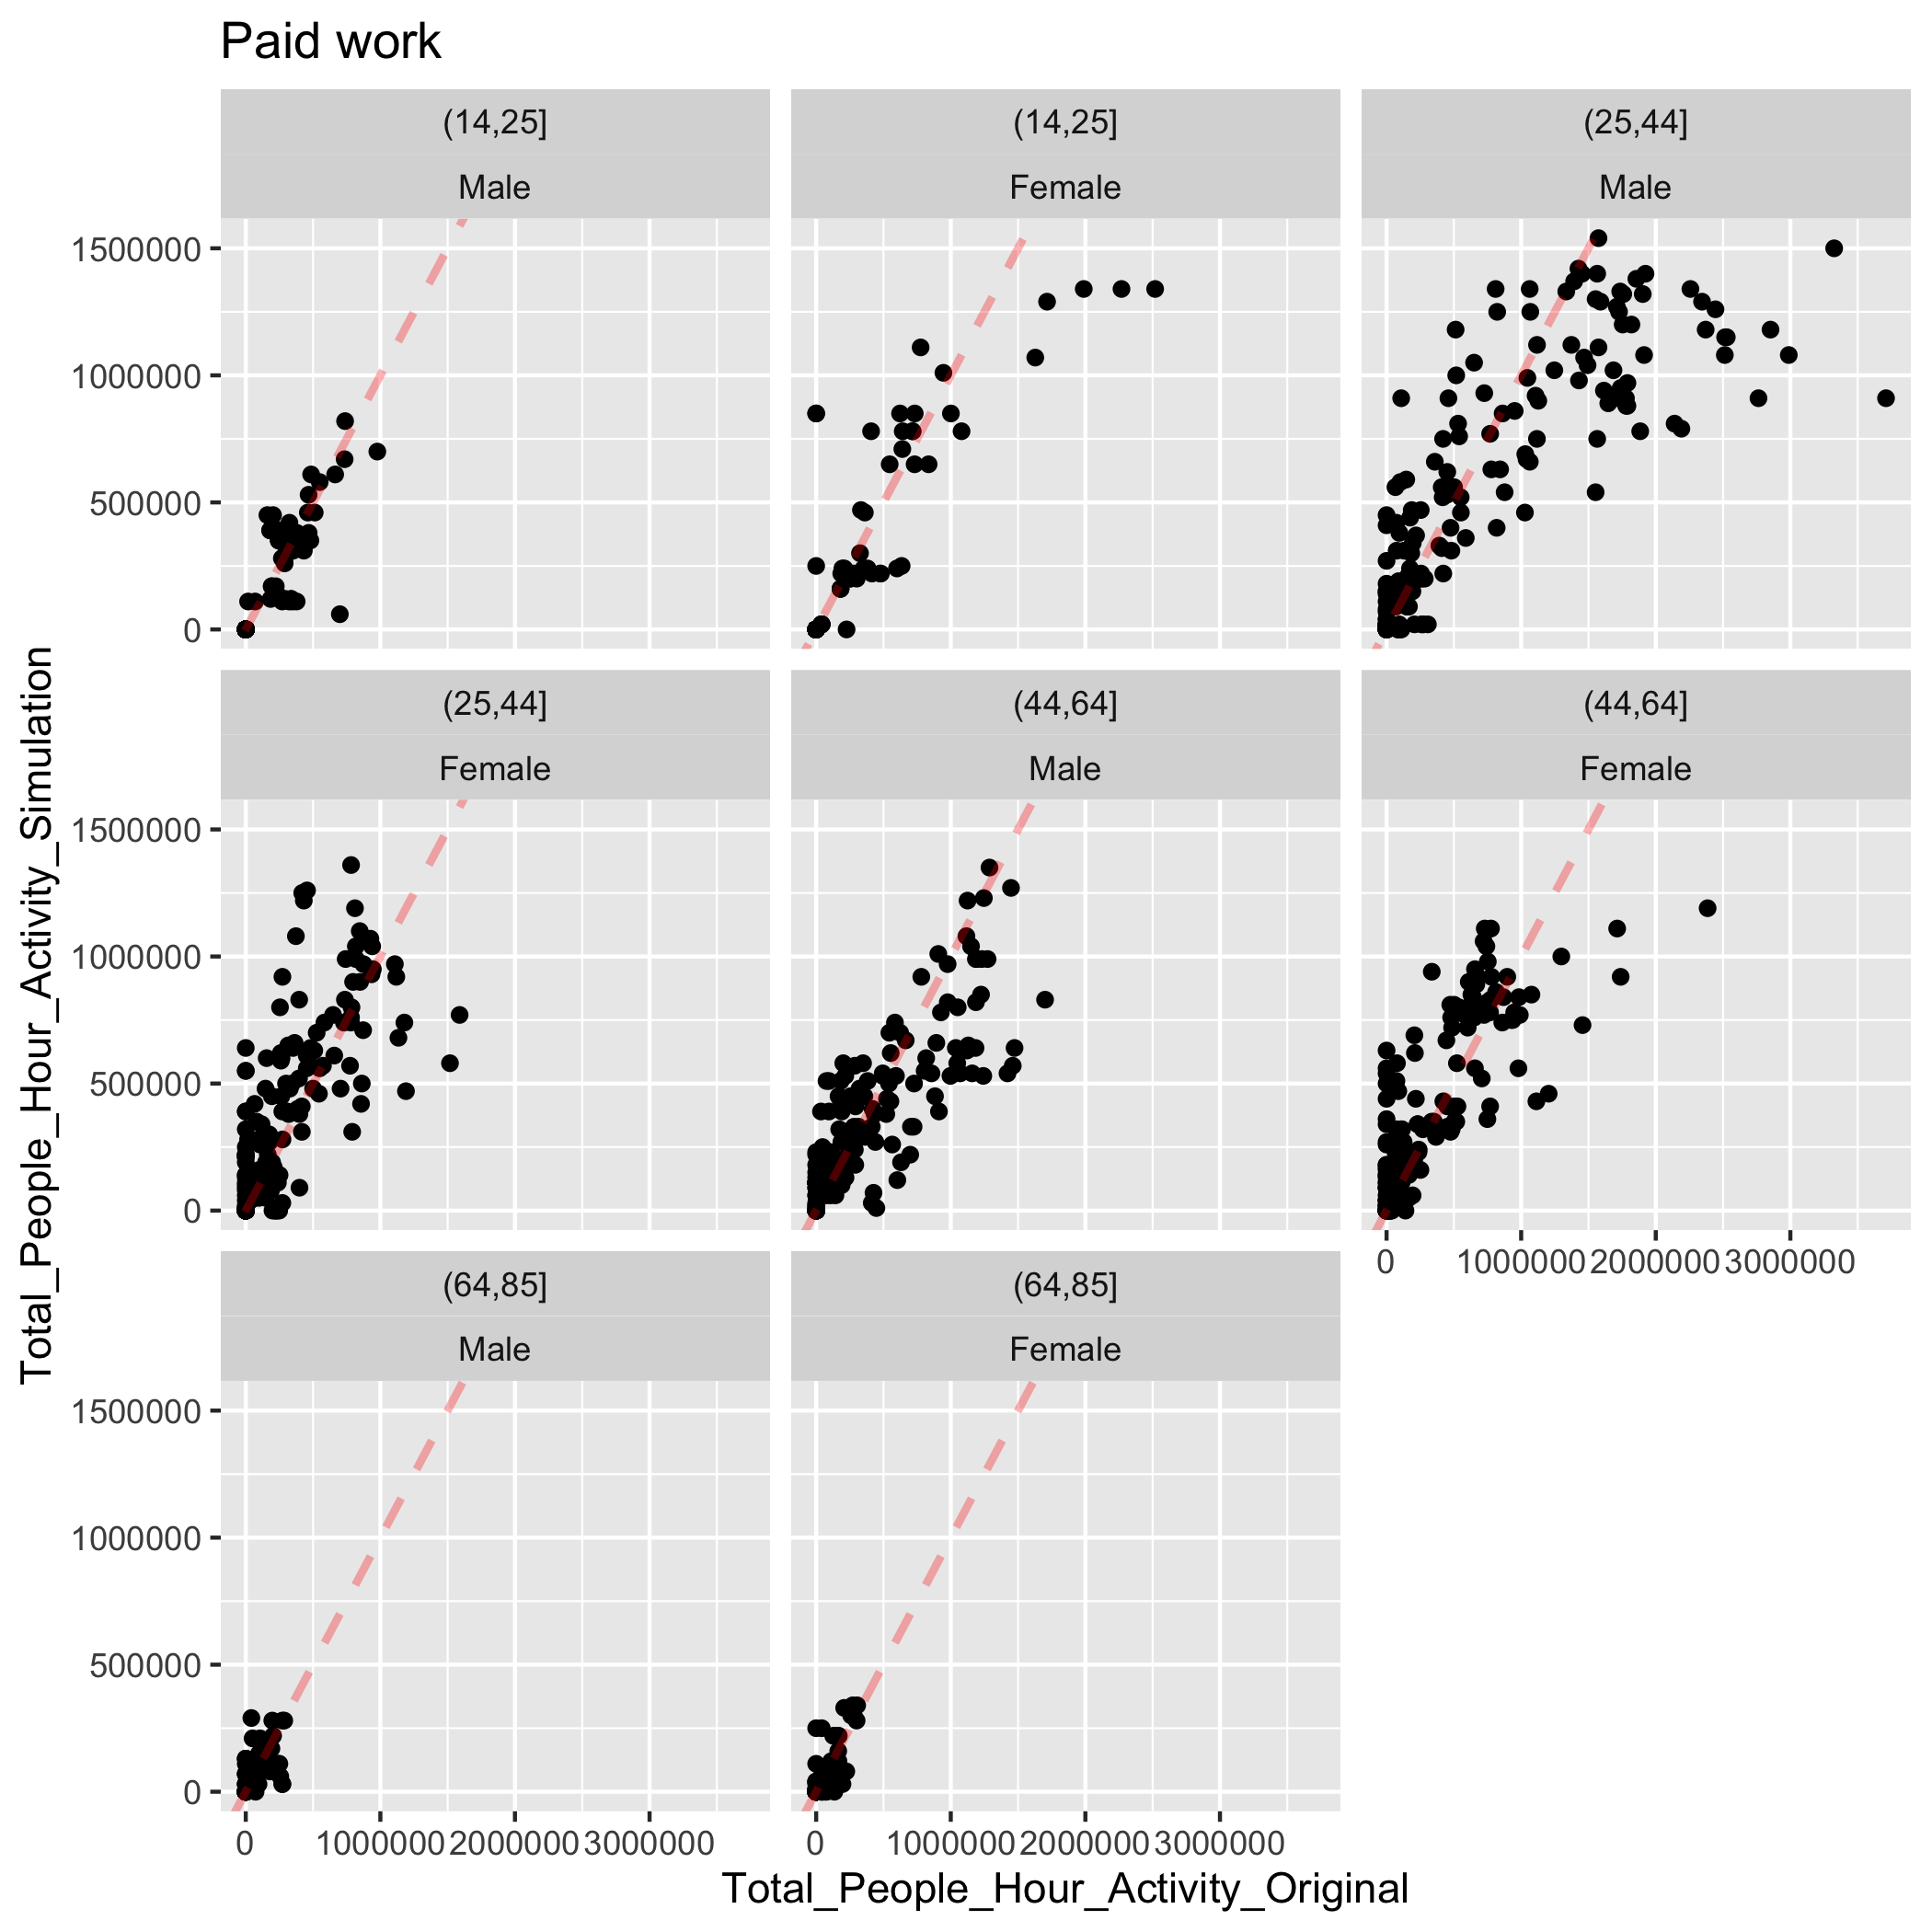 Paid work
(14,25]
(14,25]
(25,44]
Male
Female
Male
1500000
1000000
500000
0
(25,44]
(44,64]
(44,64]
Female
Male
Female
1500000
1000000
500000
0
0
1000000
2000000
3000000
(64,85]
(64,85]
Male
Female
1500000
1000000
500000
0
0
1000000
2000000
3000000
0
1000000
2000000
3000000
Total_People_Hour_Activity_Original
Total_People_Hour_Activity_Simulation